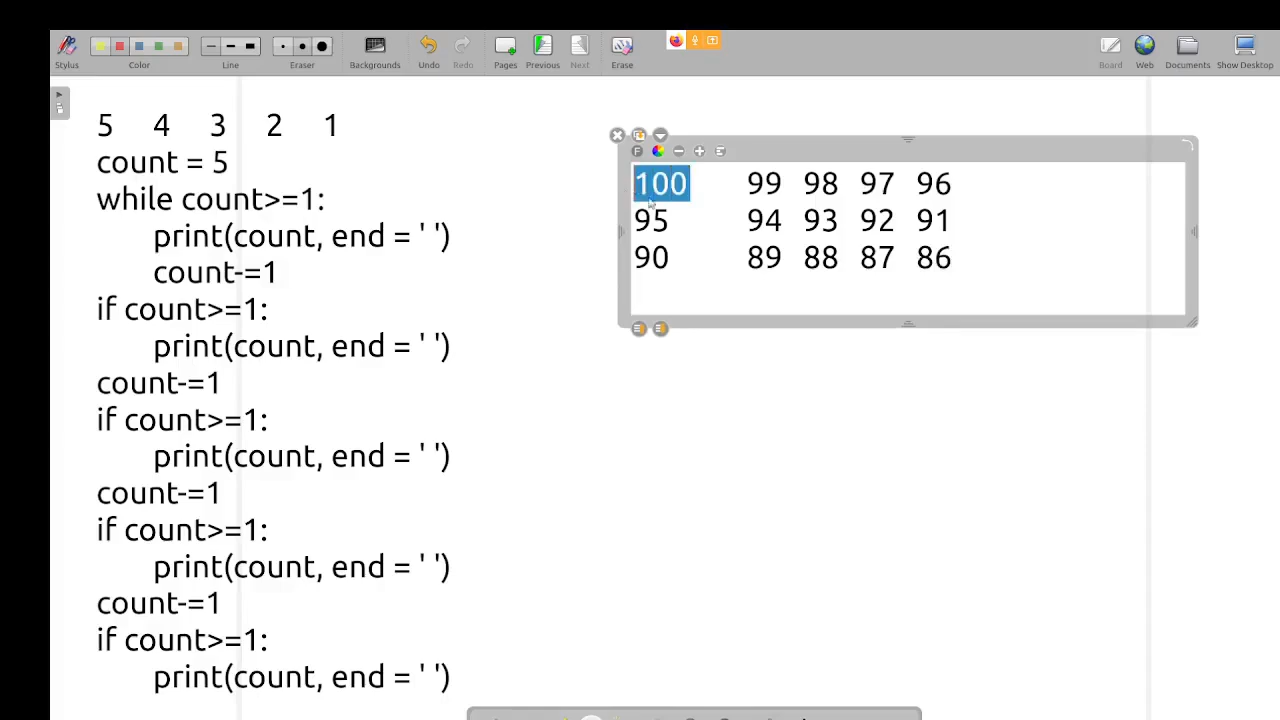 Stylus Color Line Eraser Backgrounds Undo Redo Pages Previous Next Erase Board Web Documents Show Desktop
5 4 3 2 1
count = 5
while count>=1:
print(count, end = ' ')
count-=1
if count>=1:
print(count, end = ' ')
count-=1
if count>=1:
print(count, end = ' ')
count-=1
if count>=1:
print(count, end = ' ')
count-=1
if count>=1:
print(count, end = ' ')
F
100 99 98 97 96
95 94 93 92 91
90 89 88 87 86